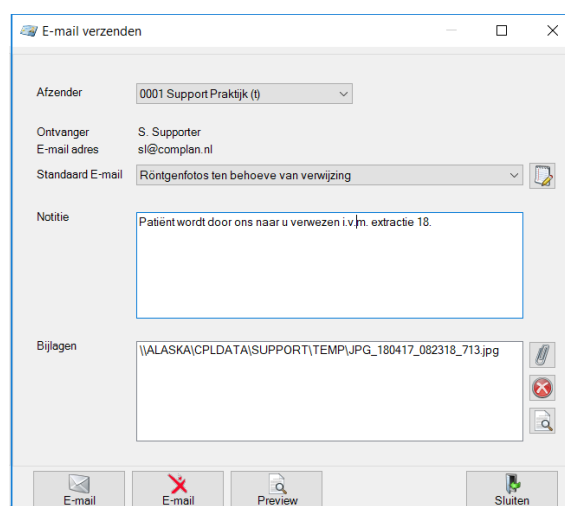 E-mail verzenden
Afzender
0001 Support Praktijk (t)
Ontvanger
S. Supporter
E-mail adres
sl@complan.nl
Standaard E-mail
Röntgenfotos ten behoeve van verwijzing
Notitie
Patiënt wordt door ons naar u verwezen i.v.m. extractie 18.
Bijlagen
\\ALASKA\CPLDATA\SUPPORT\TEMP\JPG_180417_082318_713.jpg
E-mail
E-mail
Preview
Sluiten